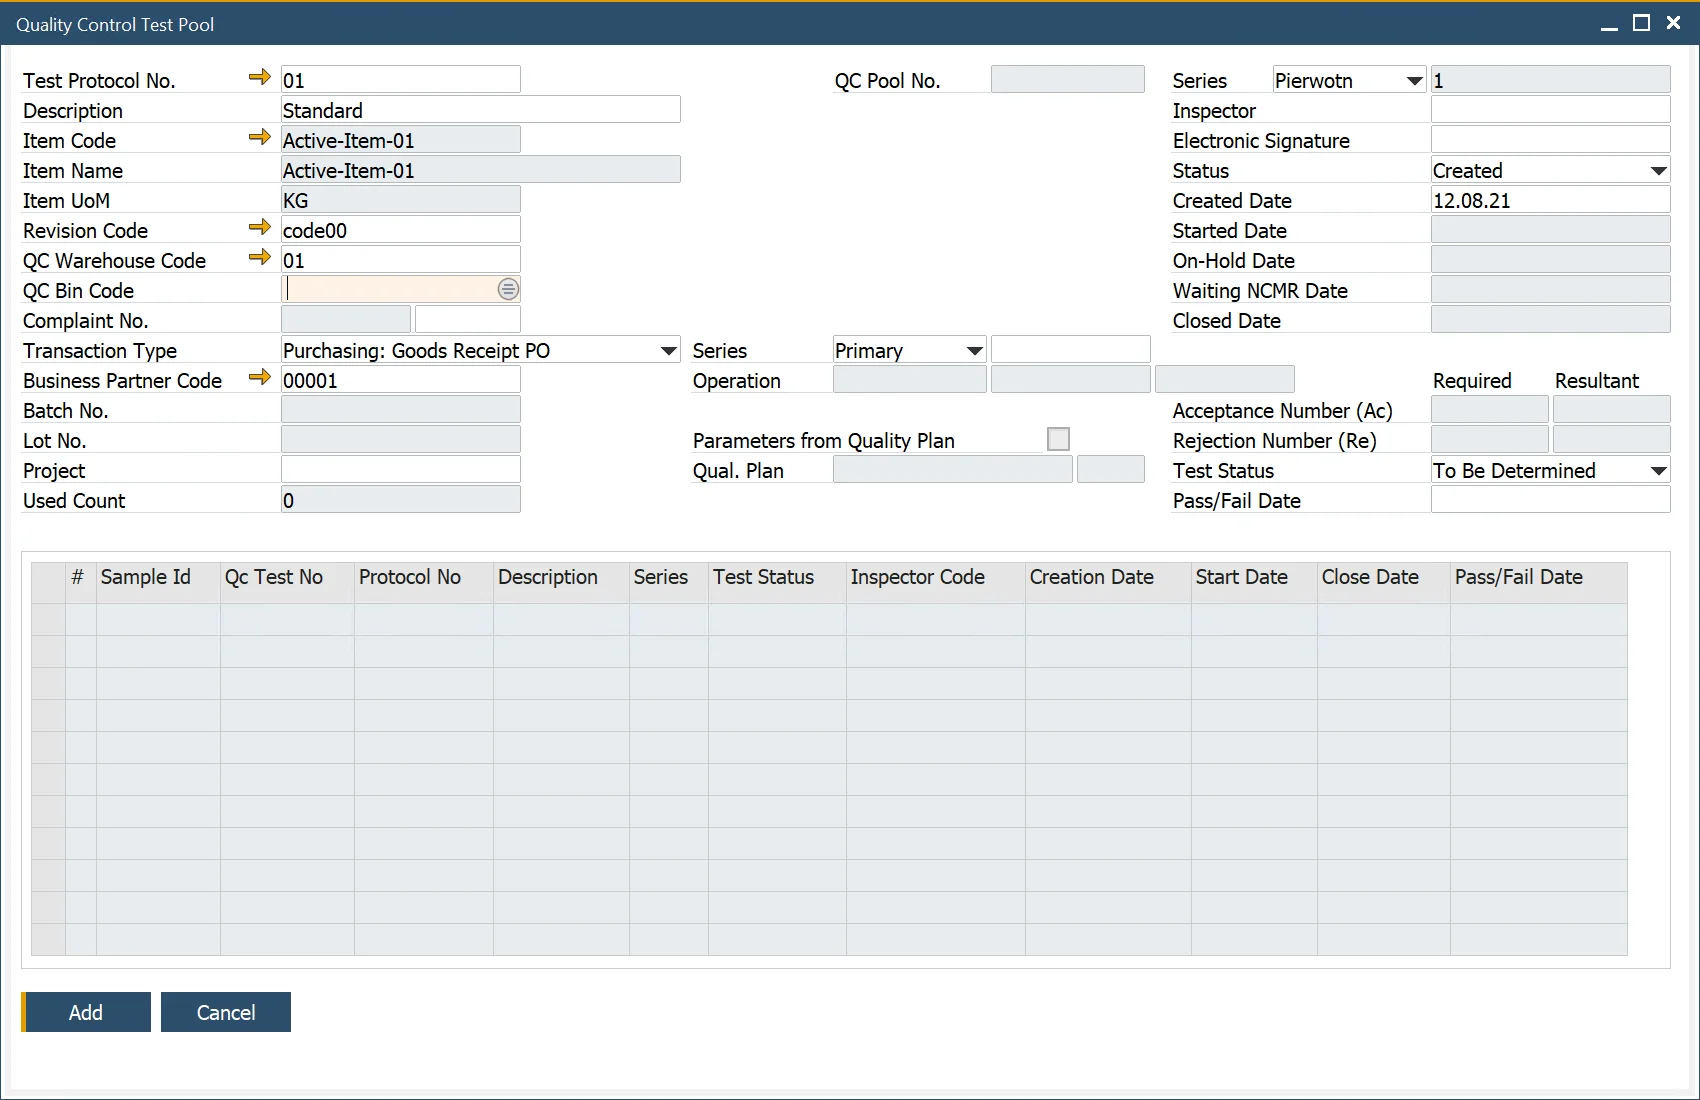 Quality Control Test Pool
Test Protocol No. 01 QC Pool No. Series Pierwotn 1
Description Standard Inspector
Item Code Active-Item-01 Electronic Signature
Item Name Active-Item-01 Status Created
Item UoM KG Created Date 12.08.21
Revision Code code00 Started Date
QC Warehouse Code 01 On-Hold Date
QC Bin Code Waiting NCMR Date
Complaint No. Closed Date
Transaction Type Purchasing: Goods Receipt PO Series Primary
Business Partner Code 00001 Operation Required Resultant
Batch No. Acceptance Number (Ac)
Lot No. Parameters from Quality Plan Rejection Number (Re)
Project Qual. Plan Test Status To Be Determined
Used Count 0 Pass/Fail Date
# Sample Id Qc Test No Protocol No Description Series Test Status Inspector Code Creation Date Start Date Close Date Pass/Fail Date
Add Cancel